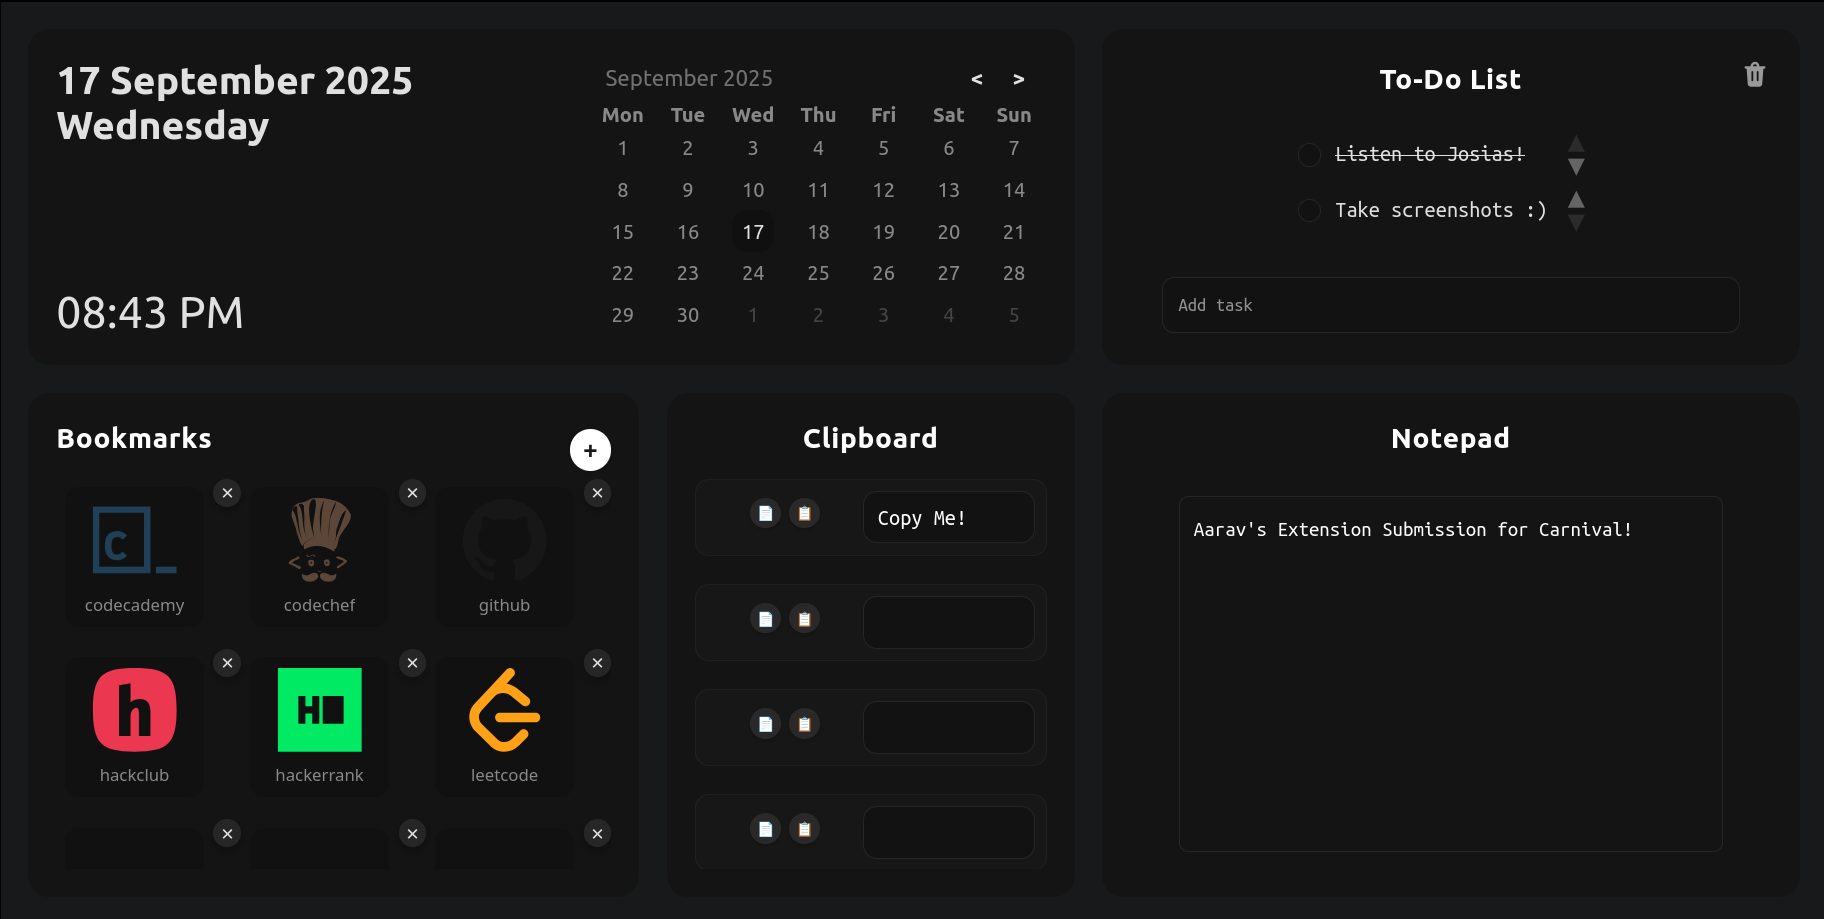 17 September 2025
Wednesday
08:43 PM
September 2025 < >
Mon Tue Wed Thu Fri Sat Sun
1 2 3 4 5 6 7
8 9 10 11 12 13 14
15 16 17 18 19 20 21
22 23 24 25 26 27 28
29 30 1 2 3 4 5
To-Do List
Listen to Josias!
Take screenshots :)
Add task
Bookmarks
+
codecademy codechef github
hackclub hackerrank leetcode
Clipboard
Copy Me!
Notepad
Aarav's Extension Submission for Carnival!